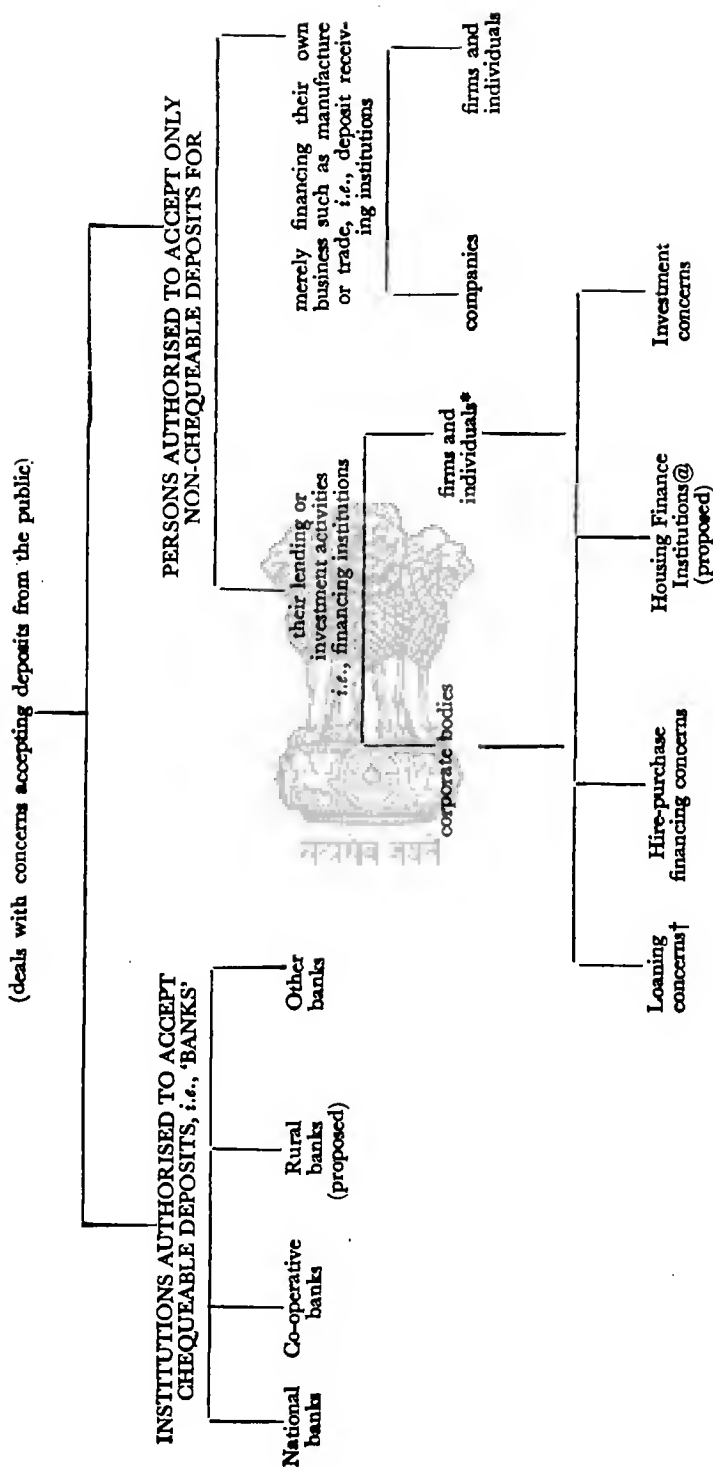 (deals with concerns accepting deposits from the public)
INSTITUTIONS AUTHORISED TO ACCEPT
CHEQUEABLE DEPOSITS, i.e., ‘BANKS’
National
banks
Co-operative
banks
Rural
banks
(proposed)
Other
banks
PERSONS AUTHORISED TO ACCEPT ONLY
NON-CHEQUEABLE DEPOSITS FOR
their lending or
investment activities
i.e., financing institutions
merely financing their own
business such as manufacture
or trade, i.e., deposit receiv-
ing institutions
corporate bodies
firms and
individuals*
companies
firms and
individuals
Loaning
concerns†
Hire-purchase
financing concerns
Housing Finance
Institutions@
(proposed)
Investment
concerns
सत्यमेव जयते